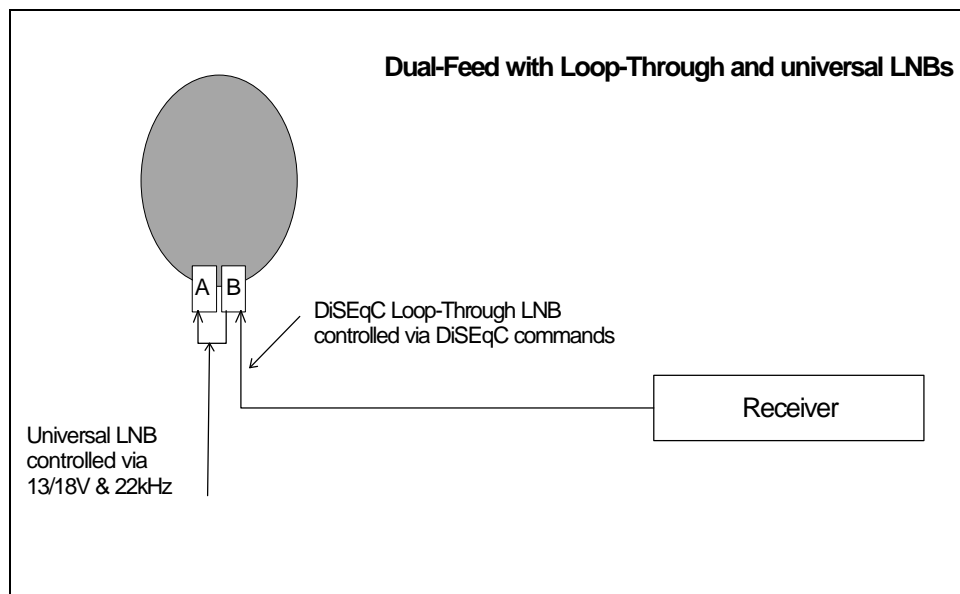 Dual-Feed with Loop-Through and universal LNBs
A B
DiSEqC Loop-Through LNB
controlled via DiSEqC commands
Receiver
Universal LNB
controlled via
13/18V & 22kHz